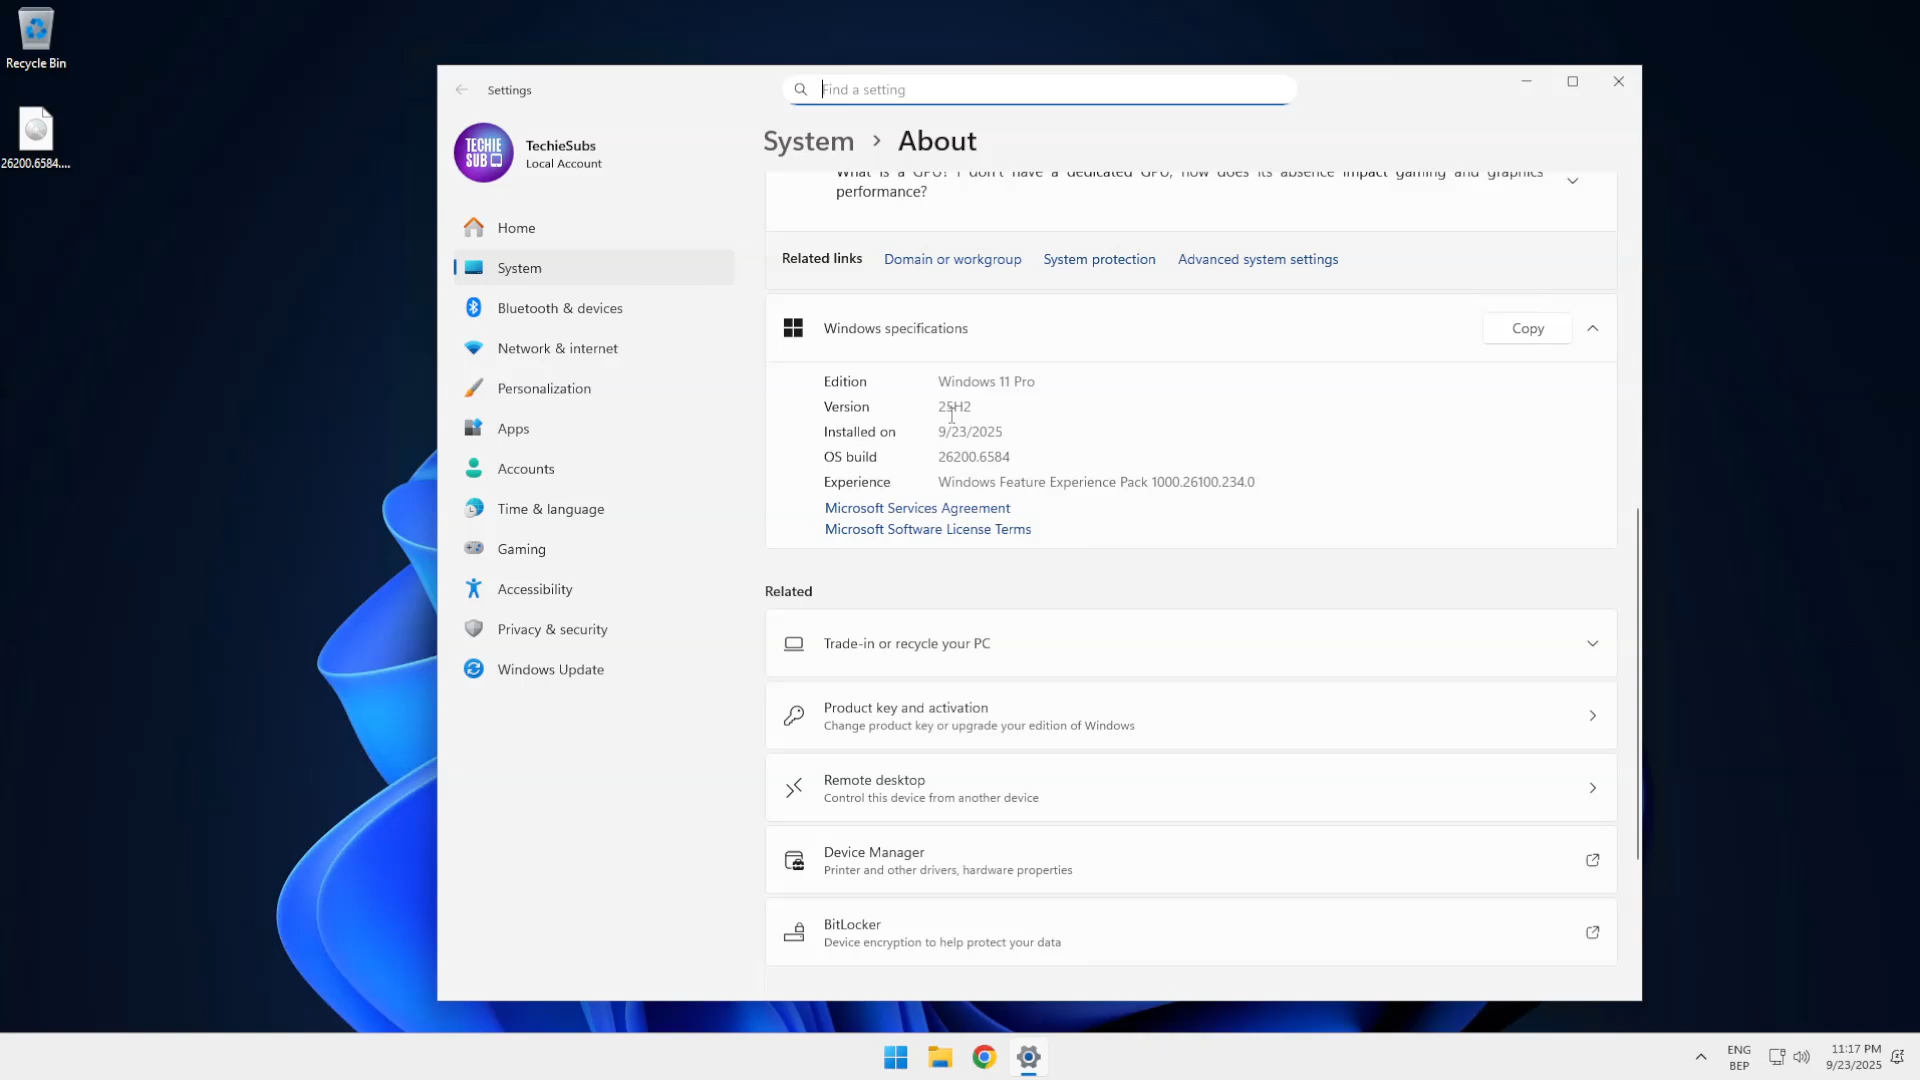 Recycle Bin
26200.6584....
Settings
Find a setting
TECHIE
SUB
TechieSubs
Local Account
System > About
Home
System
Bluetooth & devices
Network & internet
Personalization
Apps
Accounts
Time & language
Gaming
Accessibility
Privacy & security
Windows Update
What is a GPU? I don't have a dedicated GPU, how does its absence impact gaming and graphics
performance?
Related links Domain or workgroup System protection Advanced system settings
Windows specifications Copy
Edition Windows 11 Pro
Version 25H2
Installed on 9/23/2025
OS build 26200.6584
Experience Windows Feature Experience Pack 1000.26100.234.0
Microsoft Services Agreement
Microsoft Software License Terms
Related
Trade-in or recycle your PC
Product key and activation
Change product key or upgrade your edition of Windows
Remote desktop
Control this device from another device
Device Manager
Printer and other drivers, hardware properties
BitLocker
Device encryption to help protect your data
ENG
BEP
11:17 PM
9/23/2025